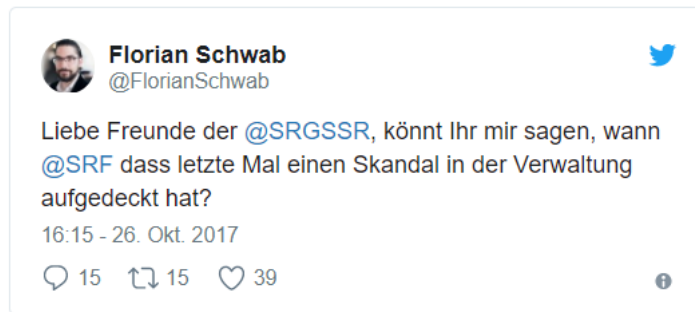 Florian Schwab
@FlorianSchwab
Liebe Freunde der @SRGSSR, könnt Ihr mir sagen, wann
@SRF dass letzte Mal einen Skandal in der Verwaltung
aufgedeckt hat?
16:15 - 26. Okt. 2017
15 15 39